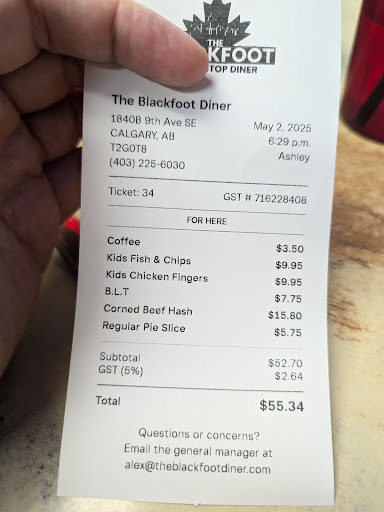 THE
KFOOT
TOP DINER
The Blackfoot Diner
1840B 9th Ave SE
CALGARY, AB
T2G0T8
(403) 225-6030
May 2, 2025
6:29 p.m.
Ashley
Ticket: 34 GST # 716228408
FOR HERE
Coffee $3.50
Kids Fish & Chips $9.95
Kids Chicken Fingers $9.95
B.L.T $7.75
Corned Beef Hash $15.80
Regular Pie Slice $5.75
Subtotal $52.70
GST (5%) $2.64
Total $55.34
Questions or concerns?
Email the general manager at
alex@theblackfootdiner.com